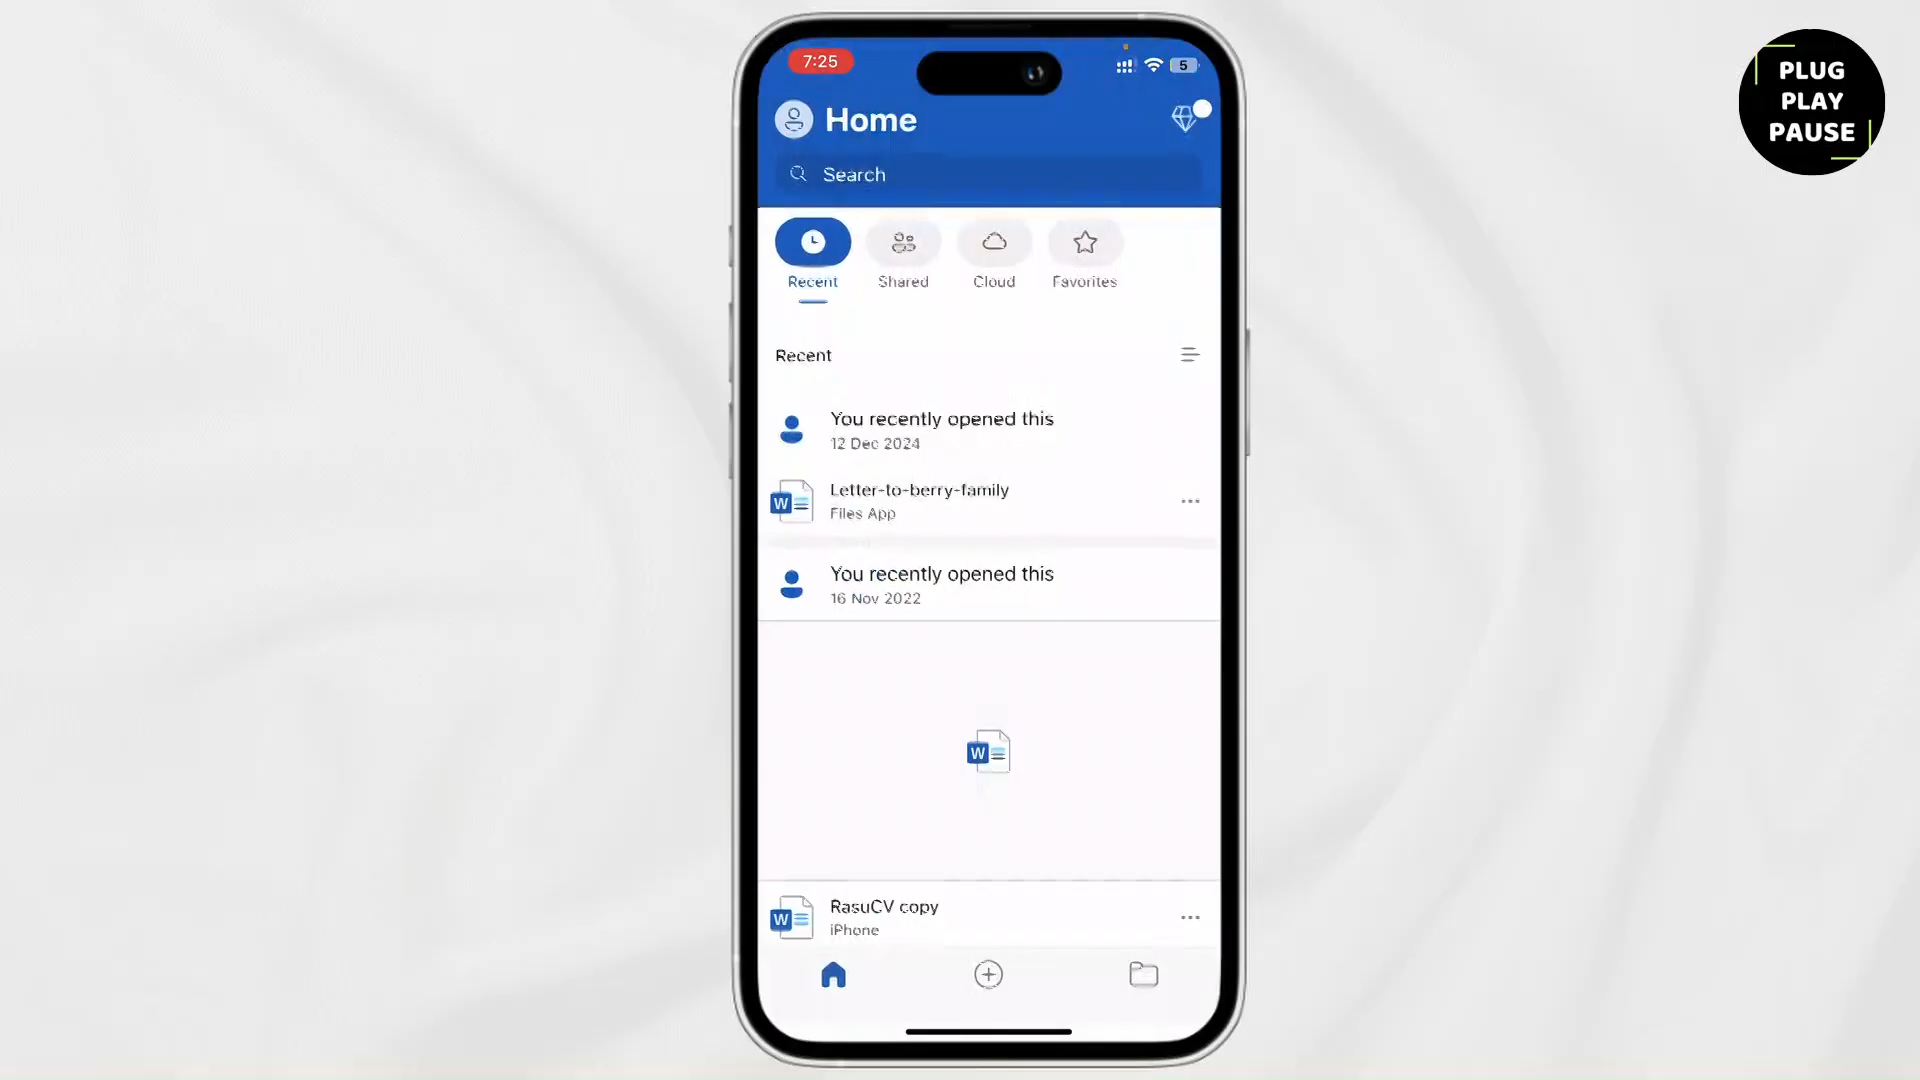 7:25
5
Home
Search
Recent
Shared
Cloud
Favorites
Recent
You recently opened this
12 Dec 2024
W
Letter-to-berry-family
Files App
You recently opened this
16 Nov 2022
W
W
RasuCV copy
iPhone
PLUG
PLAY
PAUSE